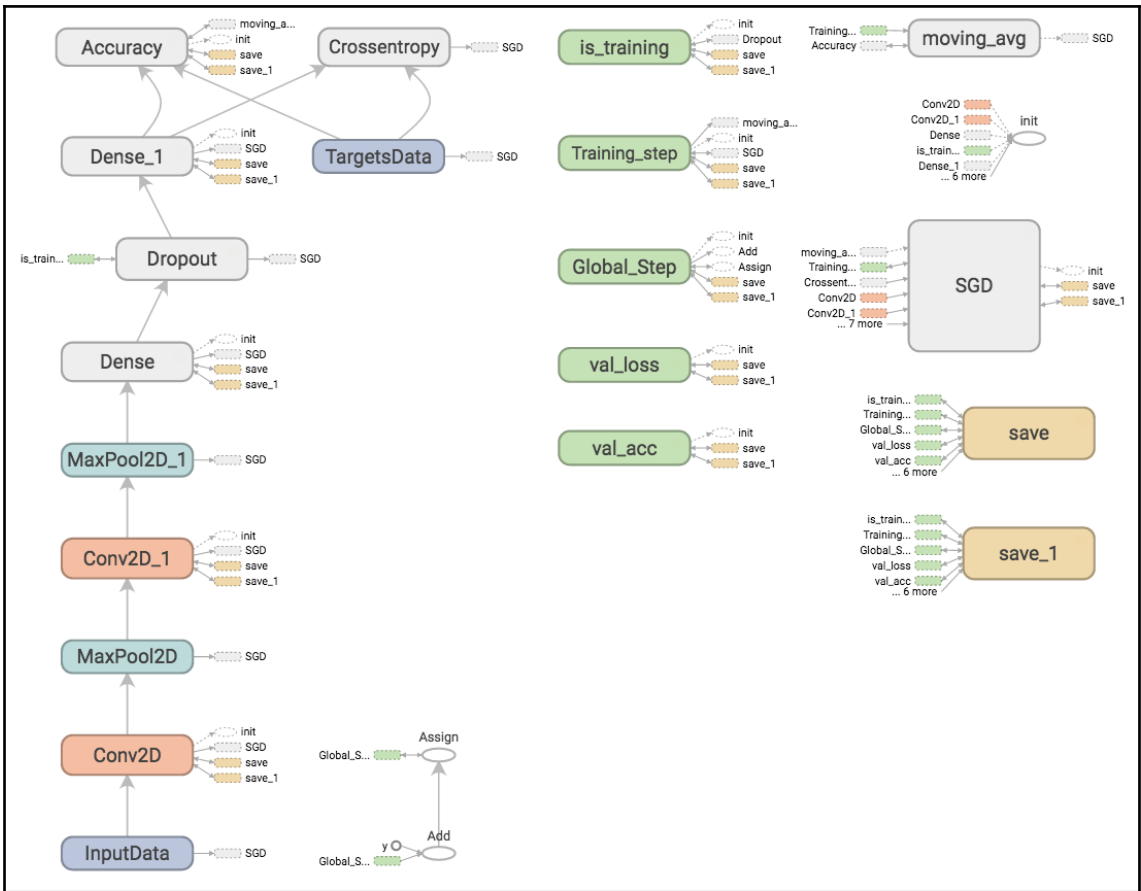 Accuracy
moving_a...
init
save
save_1
Crossentropy
SGD
Dense_1
init
SGD
save
save_1
TargetsData
SGD
is_train...
Dropout
SGD
Dense
init
SGD
save
save_1
MaxPool2D_1
SGD
Conv2D_1
init
SGD
save
save_1
MaxPool2D
SGD
Conv2D
init
SGD
save
save_1
InputData
SGD
Assign
Global_S...
Add
y
Global_S...
is_training
init
Dropout
save
save_1
Training_step
moving_a...
init
SGD
save
save_1
Global_Step
init
Add
Assign
save
save_1
val_loss
init
save
save_1
val_acc
init
save
save_1
Training...
Accuracy
moving_avg
SGD
Conv2D
Conv2D_1
Dense
is_train...
Dense_1
... 6 more
init
moving_a...
Training...
Crossent...
Conv2D
Conv2D_1
... 7 more
SGD
init
save
save_1
is_train...
Training...
Global_S...
val_loss
val_acc
... 6 more
save
is_train...
Training...
Global_S...
val_loss
val_acc
... 6 more
save_1